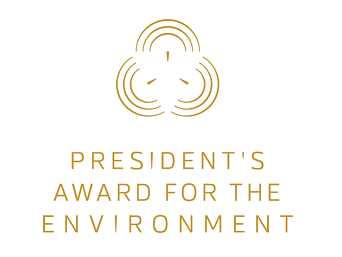 PRESIDENT'S
AWARD FOR THE
ENVIRONMENT